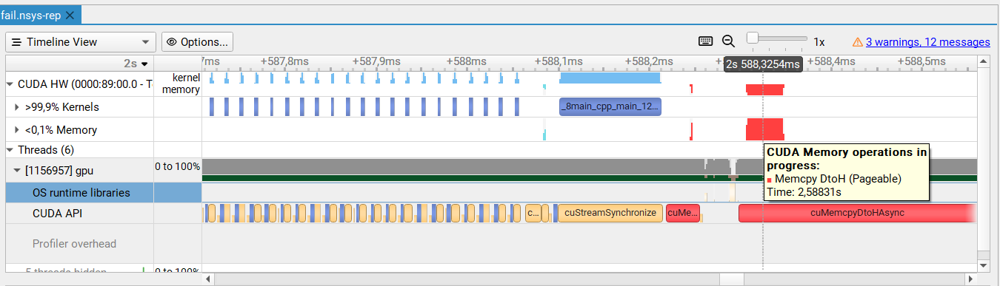 fail.nsys-rep
Timeline View
Options...
1x
3 warnings, 12 messages
2s
7ms
+587,8ms
+587,9ms
+588ms
+588,1ms
+588,2ms
2s 588,3254ms
+588,4ms
+588,5ms
CUDA HW (0000:89:00.0 - T
kernel
memory
>99,9% Kernels
_8main_cpp_main_12...
<0,1% Memory
Threads (6)
[1156957] gpu
0 to 100%
CUDA Memory operations in
progress:
Memcpy DtoH (Pageable)
Time: 2,58831s
OS runtime libraries
CUDA API
c...
cuStreamSynchronize
cuMe...
cuMemcpyDtoHAsync
Profiler overhead
5 threads hidden
0 to 100%